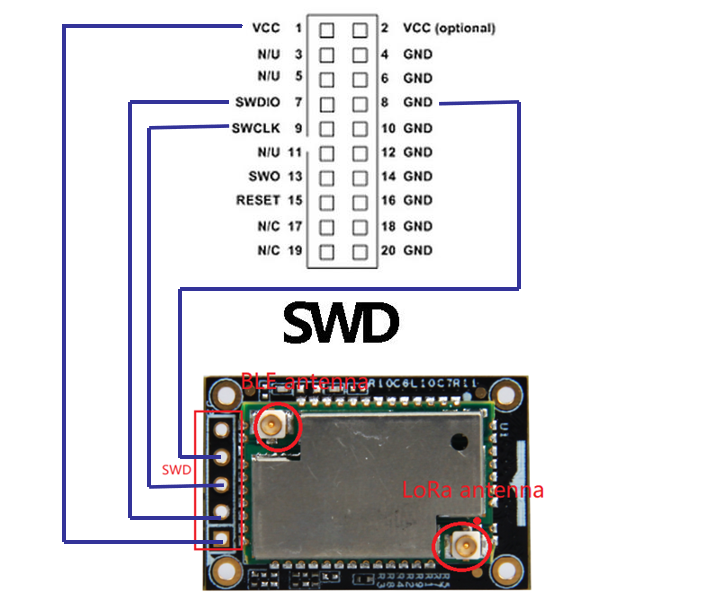 VCC 1 2 VCC (optional)
N/U 3 4 GND
N/U 5 6 GND
SWDIO 7 8 GND
SWCLK 9 10 GND
N/U 11 12 GND
SWO 13 14 GND
RESET 15 16 GND
N/C 17 18 GND
N/C 19 20 GND
SWD
BLE antenna
SWD
LoRa antenna